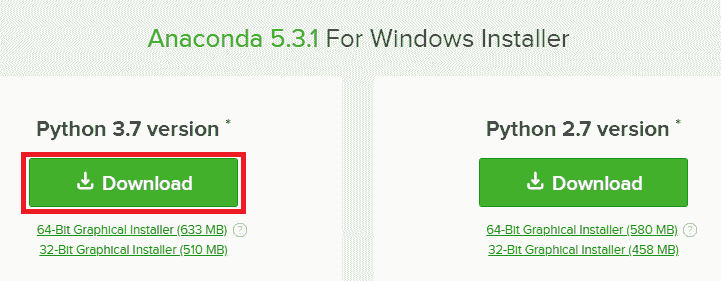 Anaconda 5.3.1 For Windows Installer
Python 3.7 version *
Download
64-Bit Graphical Installer (633 MB) ?
32-Bit Graphical Installer (510 MB)
Python 2.7 version *
Download
64-Bit Graphical Installer (580 MB) ?
32-Bit Graphical Installer (458 MB)